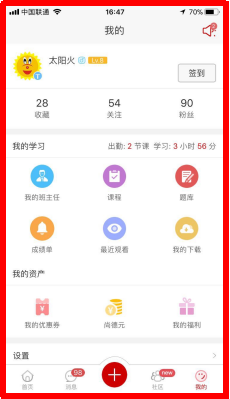 中国联通 16:47 70%
我的 2
太阳火 Lv.8
签到
28 54 90
收藏 关注 粉丝
我的学习 出勤: 2 节课 学习: 3 小时 56 分
我的班主任 课程 题库
成绩单 最近观看 我的下载
我的资产
我的优惠券 尚德元 我的福利
设置
98 new
首页 消息 社区 我的